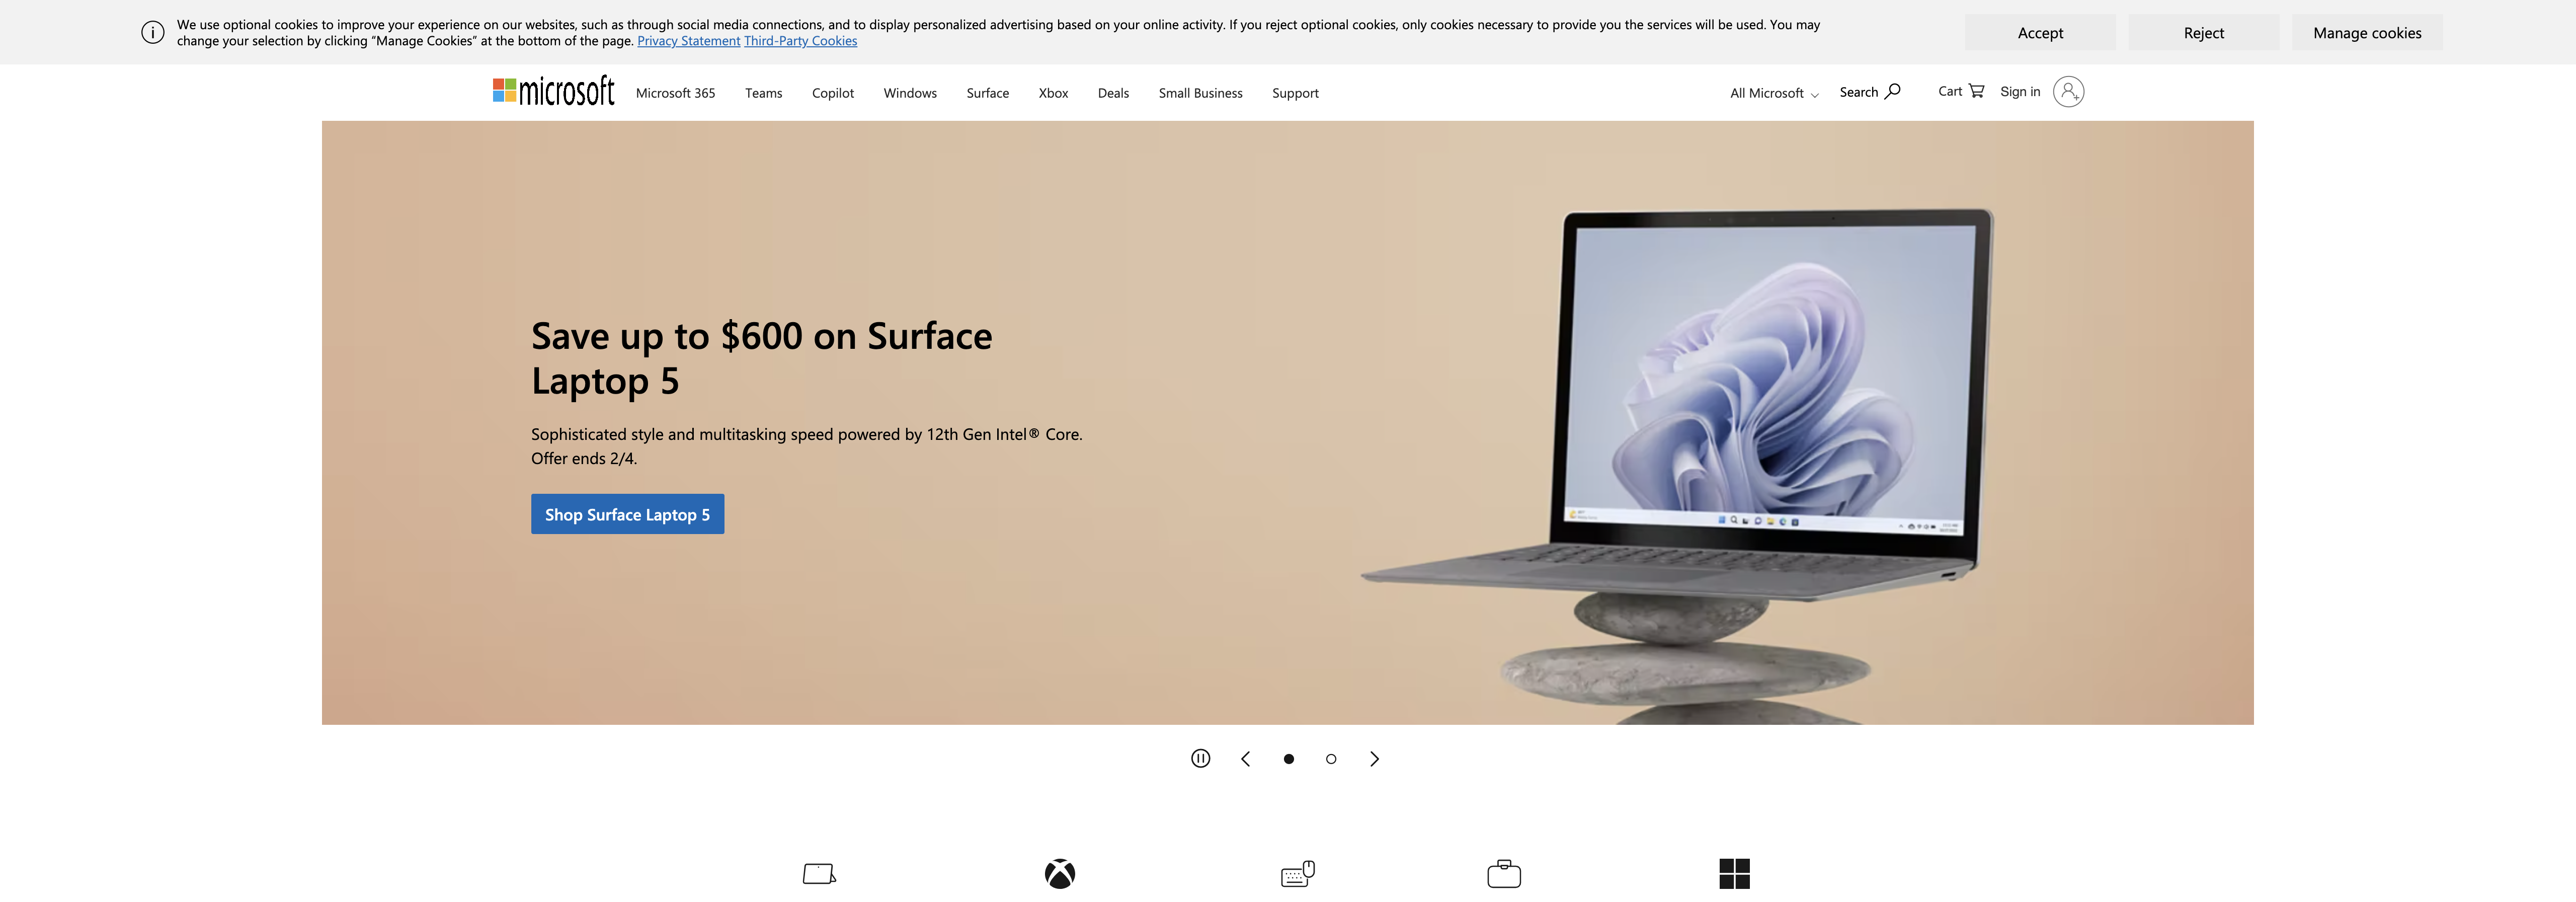 We use optional cookies to improve your experience on our websites, such as through social media connections, and to display personalized advertising based on your online activity. If you reject optional cookies, only cookies necessary to provide you the services will be used. You may
change your selection by clicking “Manage Cookies” at the bottom of the page. Privacy Statement Third-Party Cookies
Accept
Reject
Manage cookies
microsoft
Microsoft 365
Teams
Copilot
Windows
Surface
Xbox
Deals
Small Business
Support
All Microsoft
Search
Cart
Sign in
Save up to $600 on Surface
Laptop 5
Sophisticated style and multitasking speed powered by 12th Gen Intel® Core.
Offer ends 2/4.
Shop Surface Laptop 5